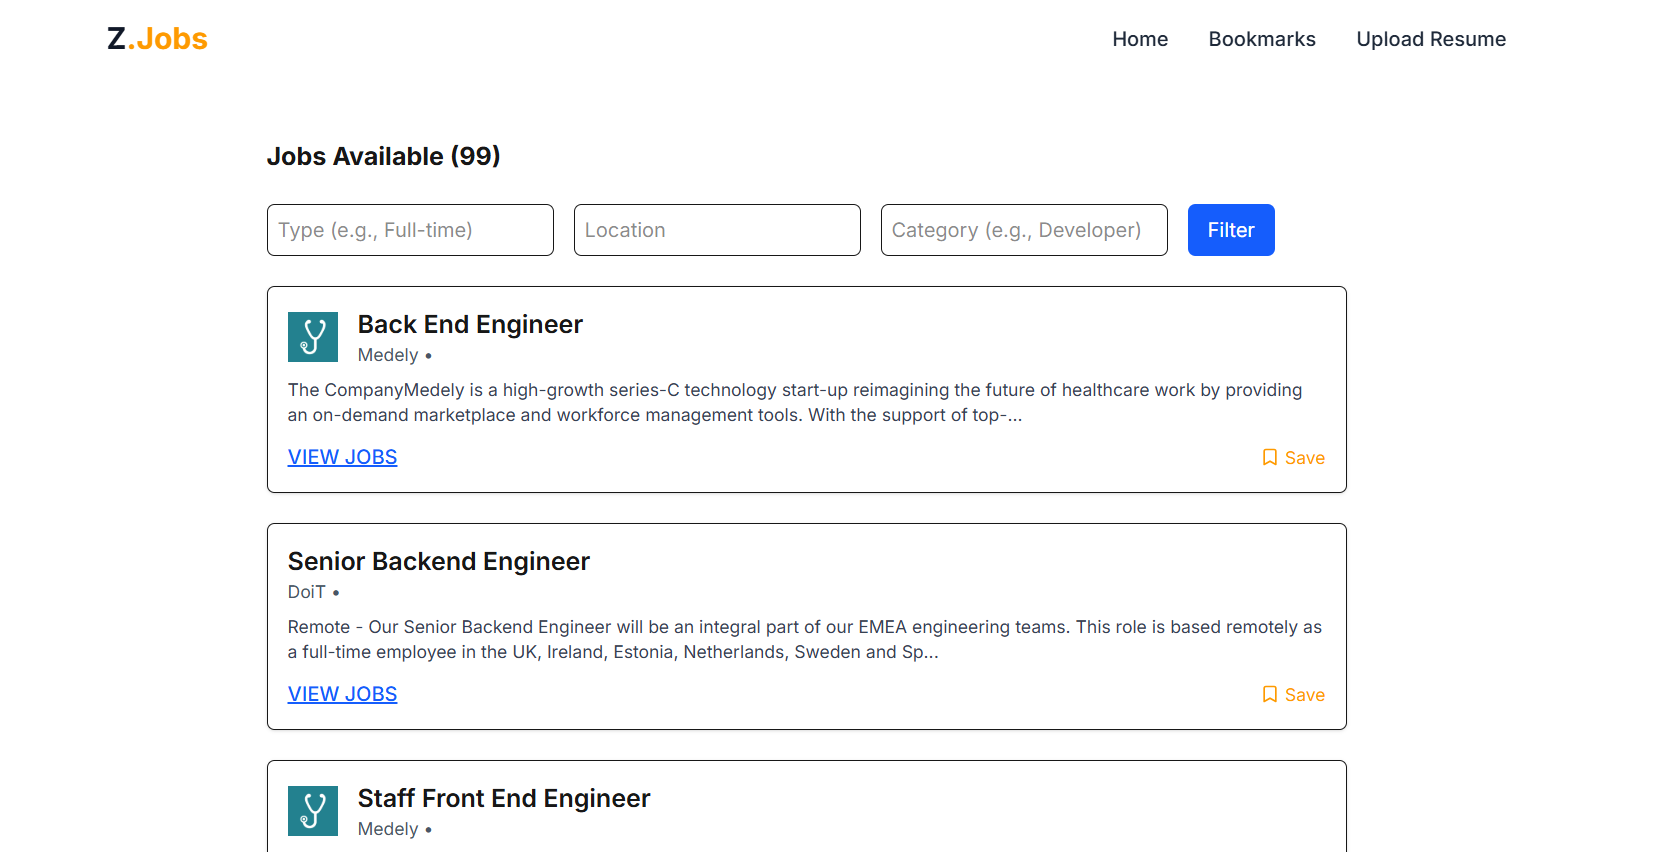 Z.Jobs
Home
Bookmarks
Upload Resume
Jobs Available (99)
Type (e.g., Full-time)
Location
Category (e.g., Developer)
Filter
Back End Engineer
Medely •
The CompanyMedely is a high-growth series-C technology start-up reimagining the future of healthcare work by providing
an on-demand marketplace and workforce management tools. With the support of top-...
VIEW JOBS
Save
Senior Backend Engineer
DoiT •
Remote - Our Senior Backend Engineer will be an integral part of our EMEA engineering teams. This role is based remotely as
a full-time employee in the UK, Ireland, Estonia, Netherlands, Sweden and Sp...
VIEW JOBS
Save
Staff Front End Engineer
Medely •